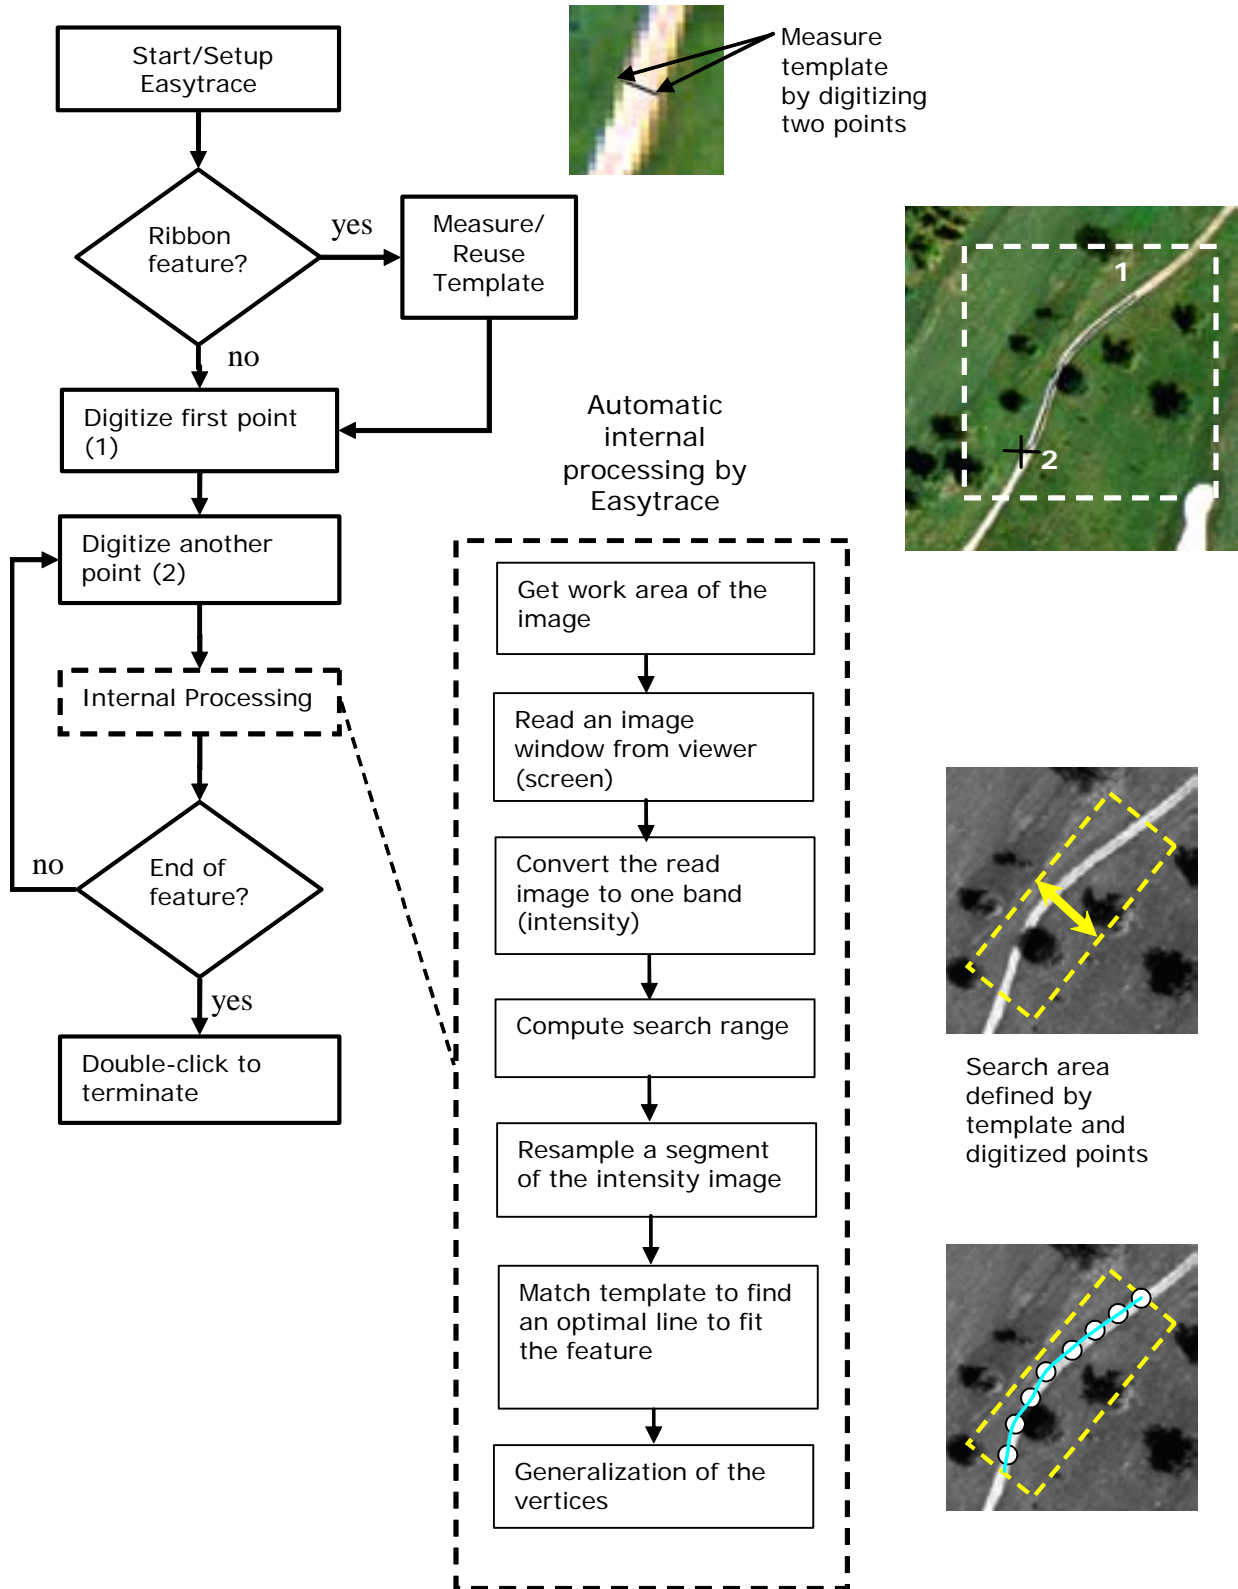 Start/Setup
Easytrace
Ribbon
feature?
yes
Measure/
Reuse
Template
no
Digitize first point
(1)
Digitize another
point (2)
Internal Processing
End of
feature?
no
yes
Double-click to
terminate
Measure
template
by digitizing
two points
Automatic
internal
processing by
Easytrace
Get work area of the
image
Read an image
window from viewer
(screen)
Convert the read
image to one band
(intensity)
Compute search range
Resample a segment
of the intensity image
Match template to find
an optimal line to fit
the feature
Generalization of the
vertices
1
2
Search area
defined by
template and
digitized points